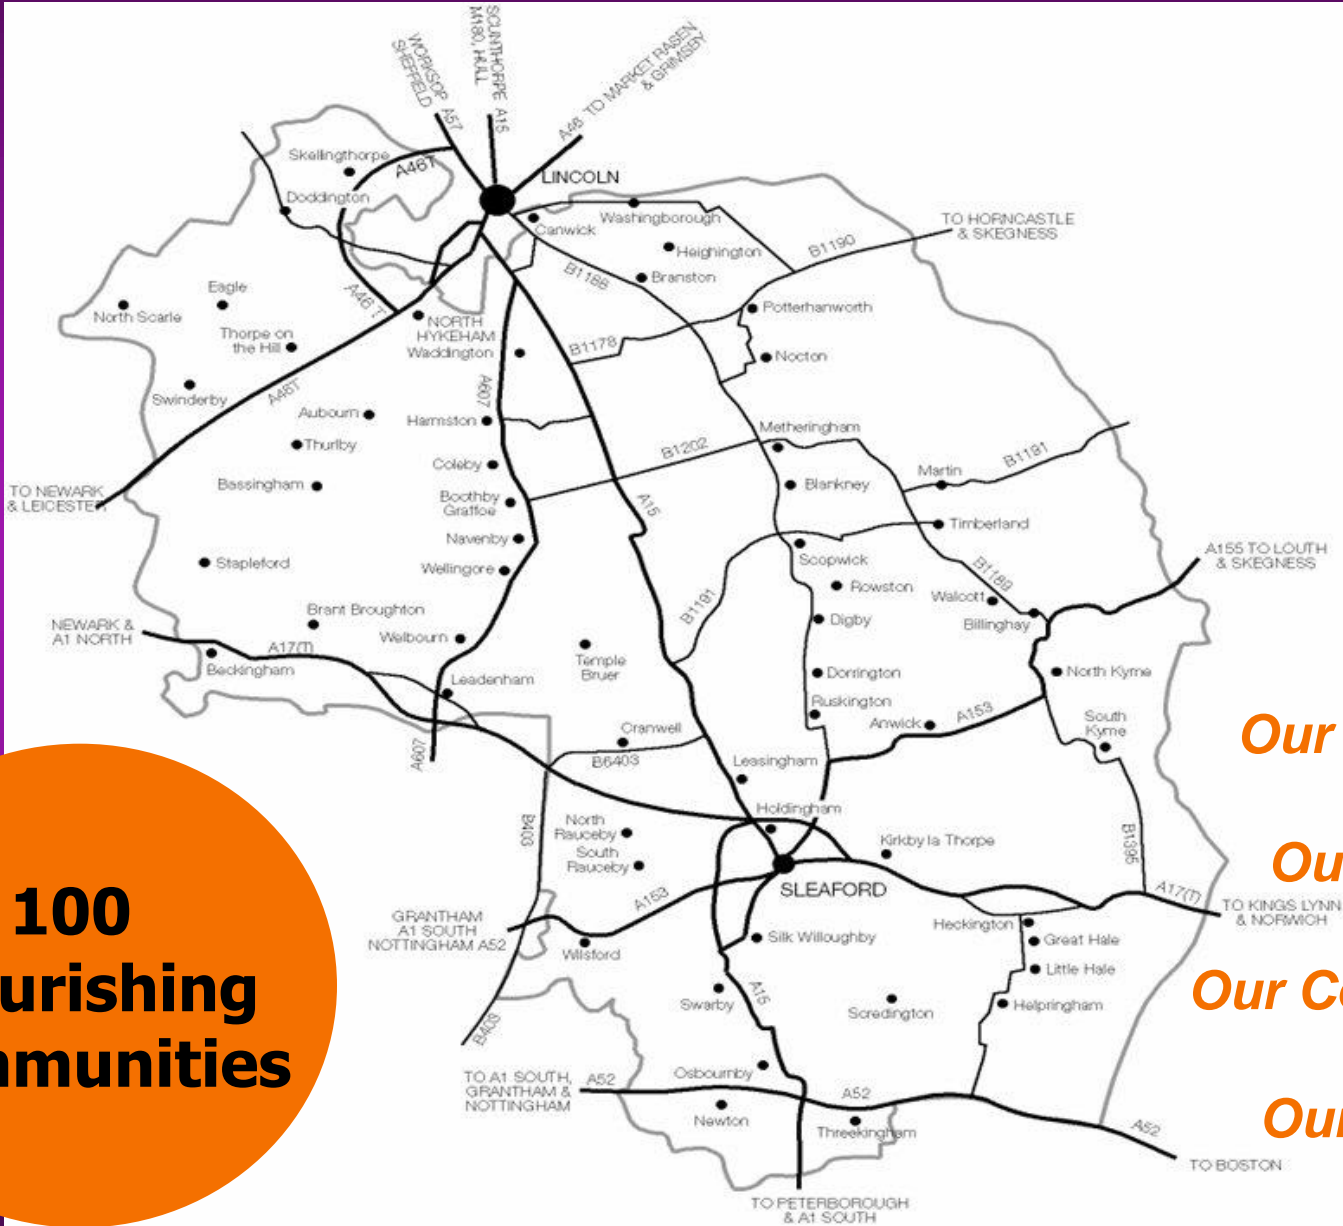 SCUNTHORPE
M180, HULL
A15
WORKSOP
SHEFFIELD
A57
A46 TO MARKET RASEN
& GRIMSBY
Skellingthorpe
A46T
LINCOLN
Doddington
Washingborough
Canwick
TO HORNCASTLE
& SKEGNESS
Heighington
B1190
B1188
Branston
Eagle
A46 T
North Scarle
Potterhanworth
NORTH
HYKEHAM
Thorpe on
the Hill
Waddington
B1178
Nocton
A46T
Swinderby
A607
Aubourn
Harmston
Metheringham
Thurlby
B1202
Coleby
Martin
B1191
TO NEWARK
& LEICESTER
Bassingham
Boothby
Graffoe
A15
Blankney
Timberland
Navenby
Stapleford
Wellingore
Scopwick
A155 TO LOUTH
& SKEGNESS
B1189
Rowston
Walcott
B1191
Brant Broughton
Digby
Billinghay
NEWARK &
A1 NORTH
Welbourn
A17(T)
Beckingham
Temple
Bruer
Leadenham
Dorrington
North Kyme
Ruskington
Anwick
A153
South
Kyme
Cranwell
A607
B6403
Leasingham
Our
Holdingham
North
Rauceby
B403
Kirkby la Thorpe
B1395
South
Rauceby
Ou
SLEAFORD
A153
A17(T)
TO KINGS LYNN
& NORWICH
100
urishing
mmunities
GRANTHAM
A1 SOUTH
NOTTINGHAM A52
Heckington
Silk Willoughby
Great Hale
Wilsford
Little Hale
Our Co
Swarby
A15
Scredington
Helpringham
B403
Osbournby
TO A1 SOUTH,
GRANTHAM &
NOTTINGHAM
A52
A52
Newton
Threekingham
Our
A52
TO BOSTON
TO PETERBOROUGH
& A1 SOUTH